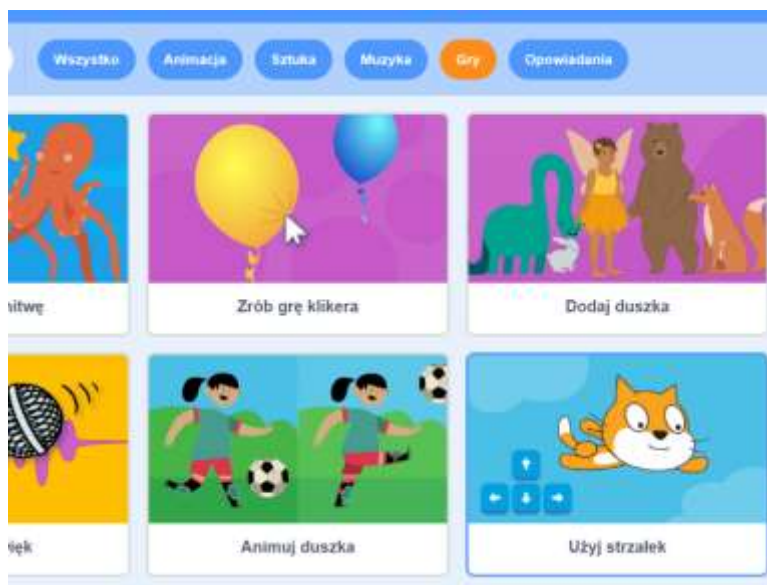 Wszystko
Animacja
Sztuka
Muzyka
Gry
Opowiadania
Zrób grę klikera
Dodaj duszka
Animuj duszka
Użyj strzałek